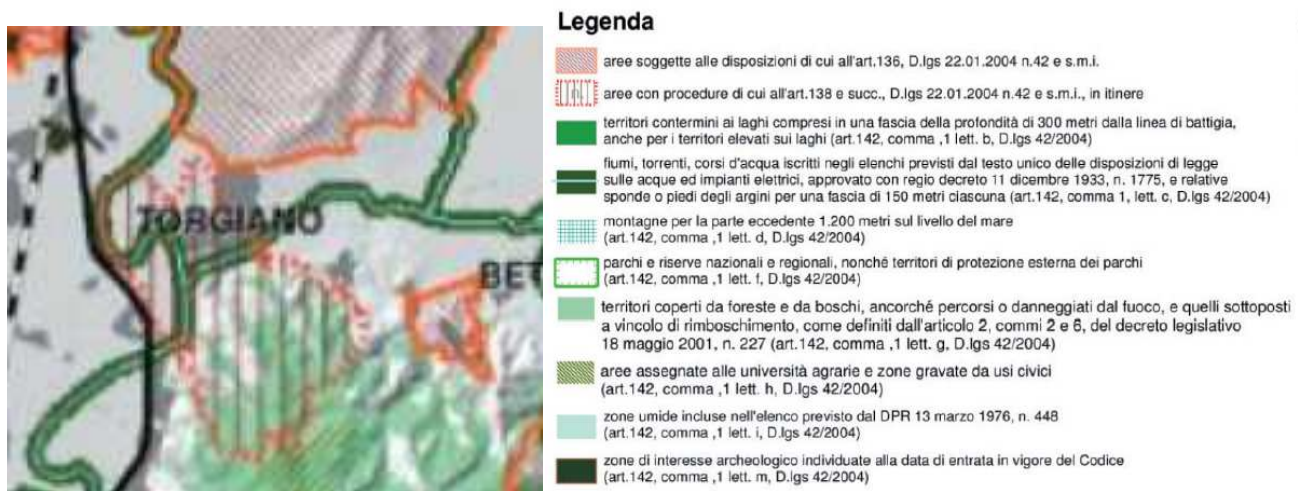 TORGIANO
BET
Legenda
aree soggette alle disposizioni di cui all'art.136, D.lgs 22.01.2004 n.42 e s.m.i.
aree con procedure di cui all'art.138 e succ., D.lgs 22.01.2004 n.42 e s.m.i., in itinere
territori contermini ai laghi compresi in una fascia della profondità di 300 metri dalla linea di battigia,
anche per i territori elevati sui laghi (art.142, comma ,1 lett. b, D.lgs 42/2004)
fiumi, torrenti, corsi d'acqua iscritti negli elenchi previsti dal testo unico delle disposizioni di legge
sulle acque ed impianti elettrici, approvato con regio decreto 11 dicembre 1933, n. 1775, e relative
sponde o piedi degli argini per una fascia di 150 metri ciascuna (art.142, comma 1, lett. c, D.lgs 42/2004)
montagne per la parte eccedente 1.200 metri sul livello del mare
(art.142, comma ,1 lett. d, D.lgs 42/2004)
parchi e riserve nazionali e regionali, nonché territori di protezione esterna dei parchi
(art.142, comma ,1 lett. f, D.lgs 42/2004)
territori coperti da foreste e da boschi, ancorché percorsi o danneggiati dal fuoco, e quelli sottoposti
a vincolo di rimboschimento, come definiti dall'articolo 2, commi 2 e 6, del decreto legislativo
18 maggio 2001, n. 227 (art.142, comma ,1 lett. g, D.lgs 42/2004)
aree assegnate alle università agrarie e zone gravate da usi civici
(art.142, comma ,1 lett. h, D.lgs 42/2004)
zone umide incluse nell'elenco previsto dal DPR 13 marzo 1976, n. 448
(art.142, comma ,1 lett. i, D.lgs 42/2004)
zone di interesse archeologico individuate alla data di entrata in vigore del Codice
(art.142, comma ,1 lett. m, D.lgs 42/2004)